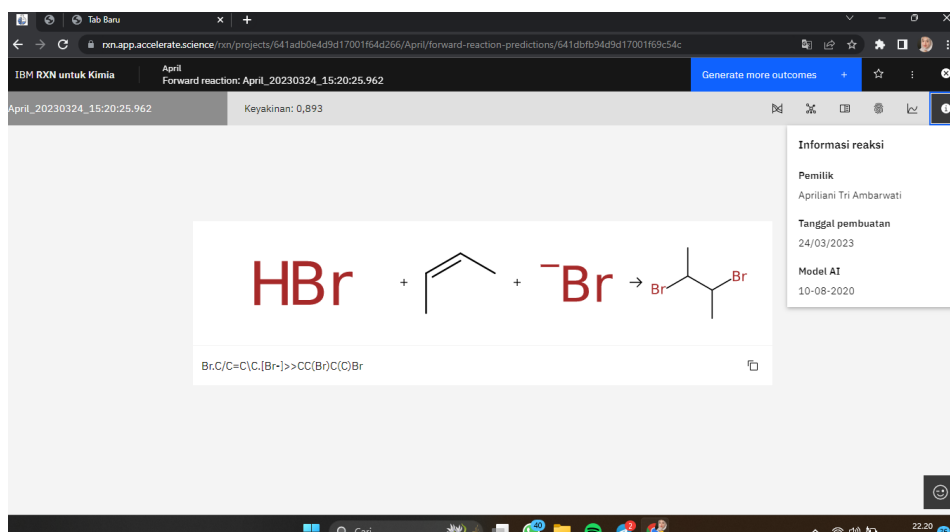 Tab Baru
rxn.app.accelerate.science/rxn/projects/641adb0e4d9d17001f64d266/April/forward-reaction-predictions/641dbfb94d9d17001f69c54c
IBM RXN untuk Kimia
April
Forward reaction: April_20230324_15:20:25.962
Generate more outcomes +
April_20230324_15:20:25.962
Keyakinan: 0,893
Informasi reaksi
Pemilik
Apriliani Tri Ambarwati
Tanggal pembuatan
24/03/2023
Model AI
10-08-2020
HBr + + ⁻Br → Br Br
Br.C/C=C\C.[Br-]>>CC(Br)C(C)Br
Cari
40
2
22.20